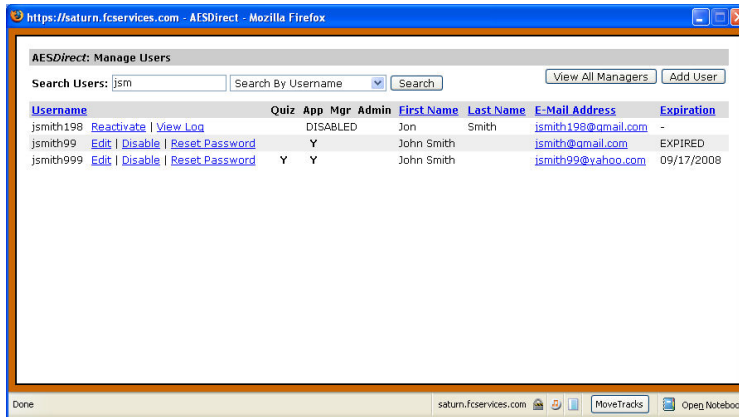 https://saturn.fcservices.com - AESDirect - Mozilla Firefox
AESDirect: Manage Users
Search Users: jsm Search By Username Search View All Managers Add User
Username Quiz App Mgr Admin First Name Last Name E-Mail Address Expiration
jsmith198 Reactivate | View Log DISABLED Jon Smith jsmith198@gmail.com -
jsmith99 Edit | Disable | Reset Password Y John Smith jsmith@gmail.com EXPIRED
jsmith999 Edit | Disable | Reset Password Y Y John Smith jsmith99@yahoo.com 09/17/2008
Done saturn.fcservices.com MoveTracks Open Noteboo